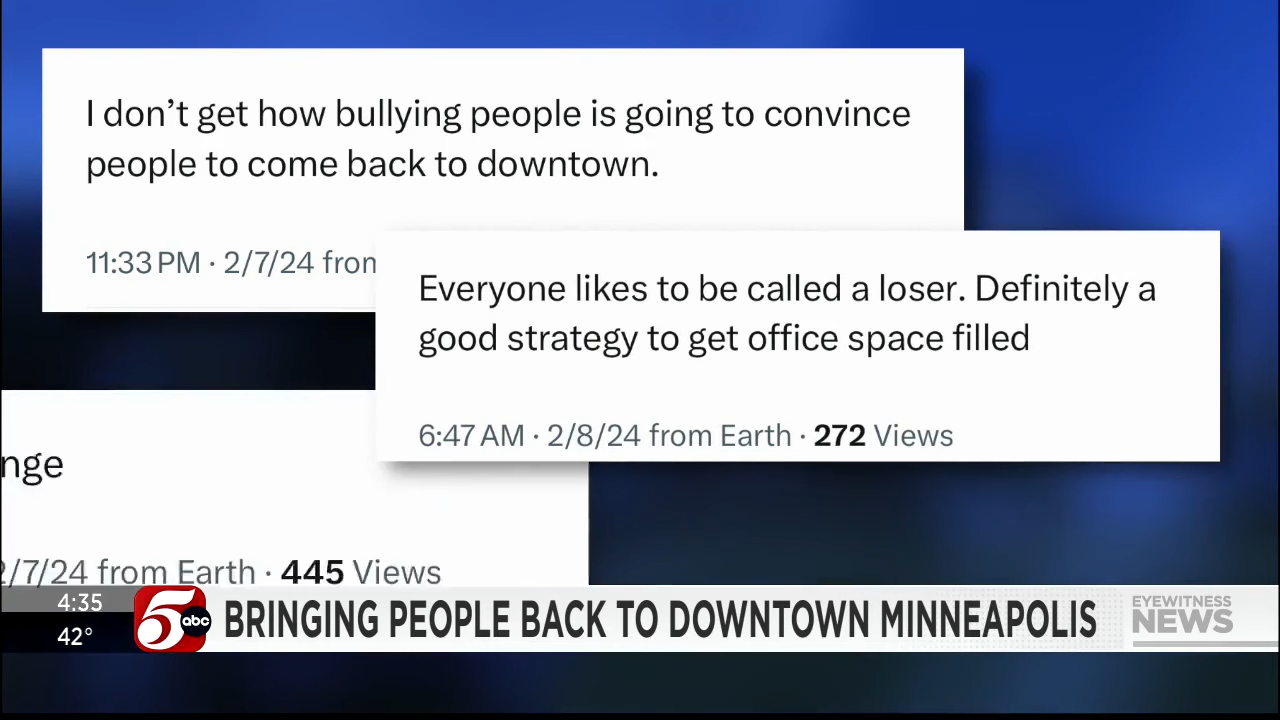 I don't get how bullying people is going to convince
people to come back to downtown.
11:33 PM · 2/7/24 from
Everyone likes to be called a loser. Definitely a
good strategy to get office space filled
6:47 AM · 2/8/24 from Earth · 272 Views
nge
2/7/24 from Earth · 445 Views
4:35
42°
5
abc
BRINGING PEOPLE BACK TO DOWNTOWN MINNEAPOLIS
EYEWITNESS
NEWS